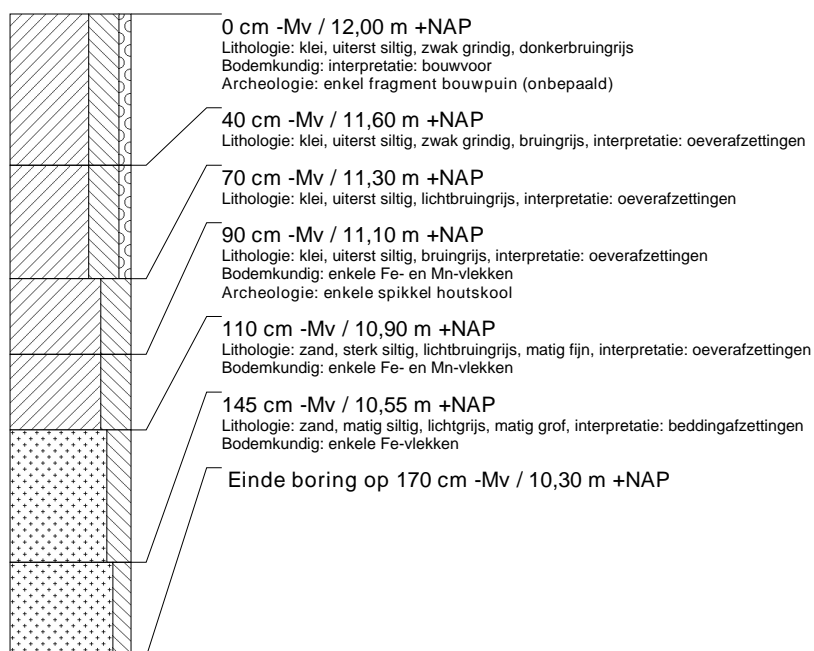 0 cm -Mv / 12,00 m +NAP
Lithologie: klei, uiterst siltig, zwak grindig, donkerbruingrijs
Bodemkundig: interpretatie: bouwvoor
Archeologie: enkel fragment bouwpuin (onbepaald)
40 cm -Mv / 11,60 m +NAP
Lithologie: klei, uiterst siltig, zwak grindig, bruingrijs, interpretatie: oeverafzettingen
70 cm -Mv / 11,30 m +NAP
Lithologie: klei, uiterst siltig, lichtbruingrijs, interpretatie: oeverafzettingen
90 cm -Mv / 11,10 m +NAP
Lithologie: klei, uiterst siltig, bruingrijs, interpretatie: oeverafzettingen
Bodemkundig: enkele Fe- en Mn-vlekken
Archeologie: enkele spikkel houtskool
110 cm -Mv / 10,90 m +NAP
Lithologie: zand, sterk siltig, lichtbruingrijs, matig fijn, interpretatie: oeverafzettingen
Bodemkundig: enkele Fe- en Mn-vlekken
145 cm -Mv / 10,55 m +NAP
Lithologie: zand, matig siltig, lichtgrijs, matig grof, interpretatie: beddingafzettingen
Bodemkundig: enkele Fe-vlekken
Einde boring op 170 cm -Mv / 10,30 m +NAP